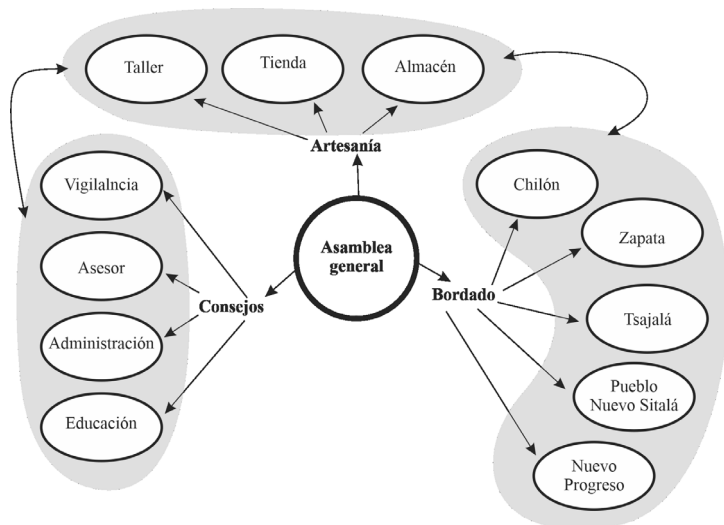 Taller
Tienda
Almacén
Artesanía
Vigilalncia
Asesor
Administración
Educación
Consejos
Asamblea
general
Bordado
Chilón
Zapata
Tsajalá
Pueblo
Nuevo Sitalá
Nuevo
Progreso